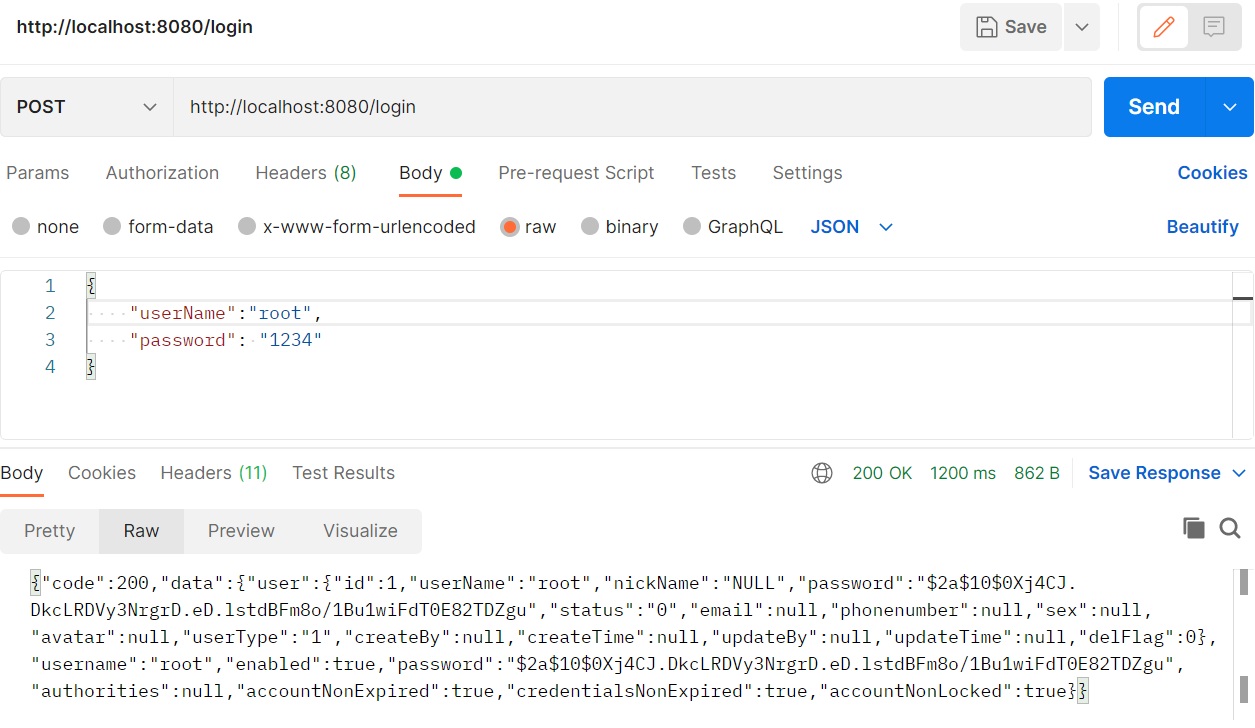 http://localhost:8080/login Save
POST http://localhost:8080/login Send
Params Authorization Headers (8) Body Pre-request Script Tests Settings Cookies
none form-data x-www-form-urlencoded raw binary GraphQL JSON Beautify
1 {
2 "userName":"root",
3 "password": "1234"
4 }
Body Cookies Headers (11) Test Results 200 OK 1200 ms 862 B Save Response
Pretty Raw Preview Visualize
{"code":200,"data":{"user":{"id":1,"userName":"root","nickName":"NULL","password":"$2a$10$0Xj4CJ.
DkcLRDVy3NrgrD.eD.lstdBFm8o/1Bu1wiFdT0E82TDZgu","status":"0","email":null,"phonenumber":null,"sex":null,
"avatar":null,"userType":"1","createBy":null,"createTime":null,"updateBy":null,"updateTime":null,"delFlag":0},
"username":"root","enabled":true,"password":"$2a$10$0Xj4CJ.DkcLRDVy3NrgrD.eD.lstdBFm8o/1Bu1wiFdT0E82TDZgu",
"authorities":null,"accountNonExpired":true,"credentialsNonExpired":true,"accountNonLocked":true}}